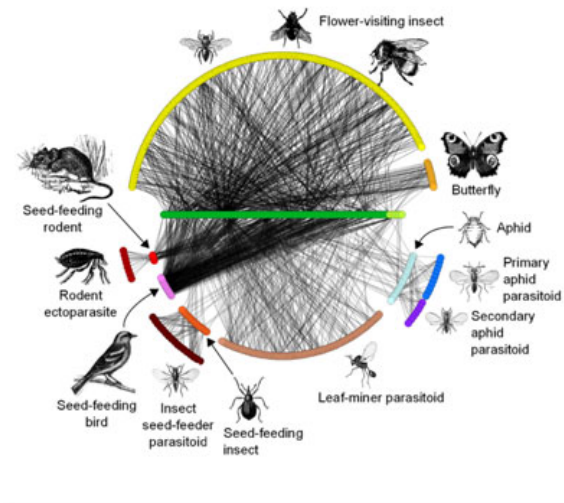 Flower-visiting insect
Butterfly
Seed-feeding
rodent
Aphid
Primary
aphid
parasitoid
Rodent
ectoparasite
Secondary
aphid
parasitoid
Leaf-miner parasitoid
Seed-feeding
bird
Insect
seed-feeder
parasitoid
Seed-feeding
insect